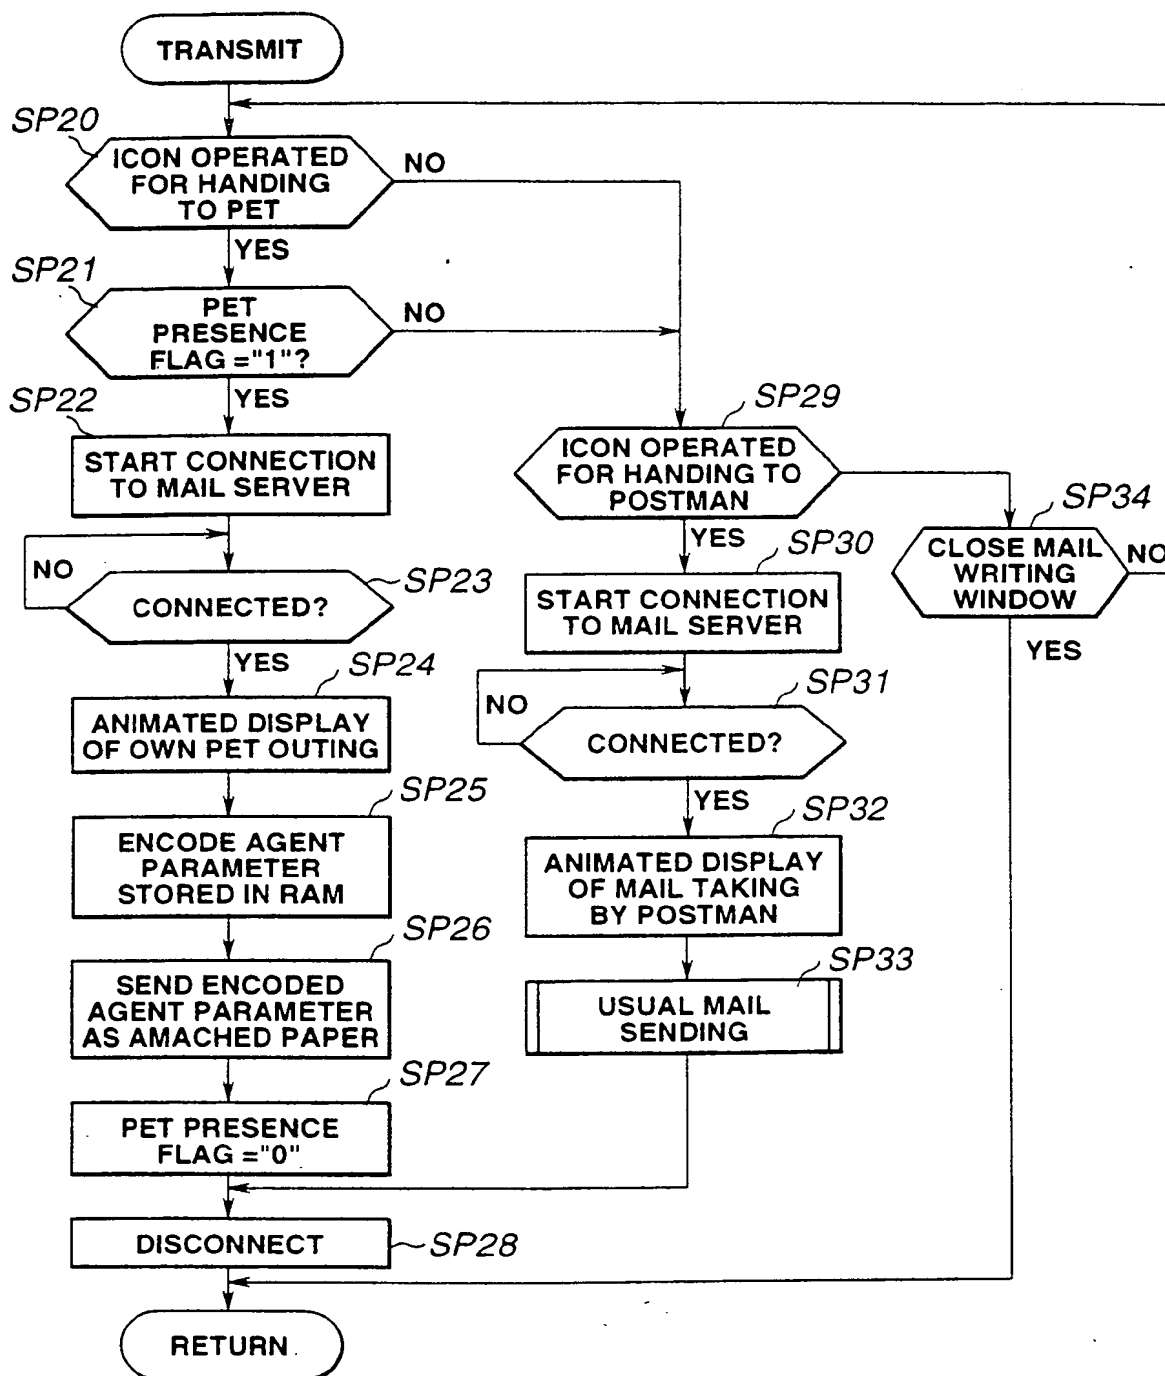 TRANSMIT
SP20
ICON OPERATED
FOR HANDING
TO PET
NO
YES
SP21
PET
PRESENCE
FLAG ="1"?
NO
YES
SP22
START CONNECTION
TO MAIL SERVER
NO
CONNECTED?
SP23
YES
SP24
ANIMATED DISPLAY
OF OWN PET OUTING
SP25
ENCODE AGENT
PARAMETER
STORED IN RAM
SP26
SEND ENCODED
AGENT PARAMETER
AS AMACHED PAPER
SP27
PET PRESENCE
FLAG ="0"
DISCONNECT
SP28
RETURN
SP29
ICON OPERATED
FOR HANDING TO
POSTMAN
YES
SP30
START CONNECTION
TO MAIL SERVER
SP31
NO
CONNECTED?
YES
SP32
ANIMATED DISPLAY
OF MAIL TAKING
BY POSTMAN
SP33
USUAL MAIL
SENDING
SP34
CLOSE MAIL
WRITING
WINDOW
NO
YES